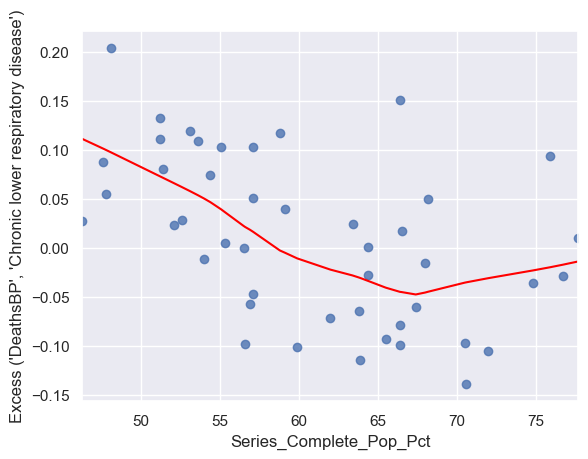 Excess ('DeathsBP', 'Chronic lower respiratory disease')
0.20
0.15
0.10
0.05
0.00
−0.05
−0.10
−0.15
50 55 60 65 70 75
Series_Complete_Pop_Pct